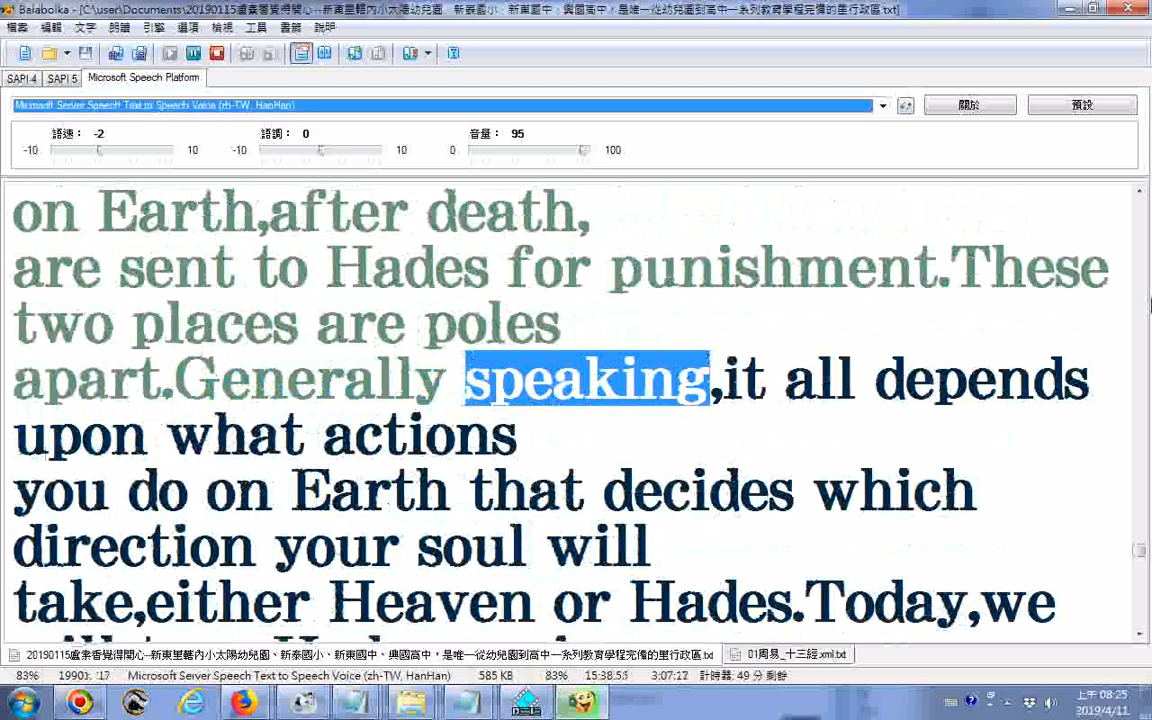 Balabolka - [C:\user\Documents\20190115盧素香覺得開心--新東里轄內小太陽幼兒園、新泰國小、新東國中、興國高中，是唯一從幼兒園到高中一系列教育學程完備的里行政區.txt]
檔案 編輯 文字 朗讀 引擎 選項 檢視 工具 書籤 說明
SAPI 4 SAPI 5 Microsoft Speech Platform
Microsoft Server Speech Text to Speech Voice (zh-TW, HanHan) 關於 預設
語速： -2 語調： 0 音量： 95
-10 10 -10 10 0 100
on Earth,after death,
are sent to Hades for punishment.These
two places are poles
apart.Generally speaking,it all depends
upon what actions
you do on Earth that decides which
direction your soul will
take,either Heaven or Hades.Today,we
20190115盧素香覺得開心--新東里轄內小太陽幼兒園、新泰國小、新東國中、興國高中，是唯一從幼兒園到高中一系列教育學程完備的里行政區.txt 01周易_十三經.xml.txt
83% Microsoft Server Speech Text to Speech Voice (zh-TW, HanHan) 585 KB 83% 計時器: 49 分 剩餘
上午 08:25
2019/4/11